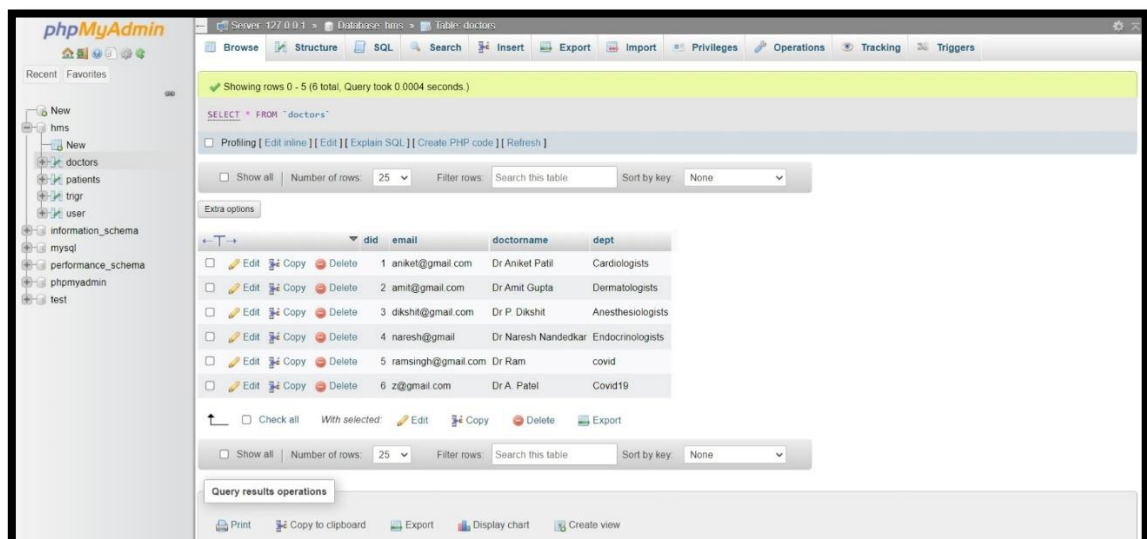 phpMyAdmin
Recent Favorites
New
hms
New
doctors
patients
trigr
user
information_schema
mysql
performance_schema
phpmyadmin
test
Server: 127.0.0.1 » Database: hms » Table: doctors
Browse Structure SQL Search Insert Export Import Privileges Operations Tracking Triggers
Showing rows 0 - 5 (6 total, Query took 0.0004 seconds.)
SELECT * FROM `doctors`
Profiling [ Edit inline ] [ Edit ] [ Explain SQL ] [ Create PHP code ] [ Refresh ]
Show all | Number of rows: 25 Filter rows: Search this table Sort by key: None
Extra options
←T→ did email doctorname dept
Edit Copy Delete 1 aniket@gmail.com Dr Aniket Patil Cardiologists
Edit Copy Delete 2 amit@gmail.com Dr Amit Gupta Dermatologists
Edit Copy Delete 3 dikshit@gmail.com Dr P. Dikshit Anesthesiologists
Edit Copy Delete 4 naresh@gmail Dr Naresh Nandedkar Endocrinologists
Edit Copy Delete 5 ramsingh@gmail.com Dr Ram covid
Edit Copy Delete 6 z@gmail.com Dr A. Patel Covid19
Check all With selected: Edit Copy Delete Export
Show all | Number of rows: 25 Filter rows: Search this table Sort by key: None
Query results operations
Print Copy to clipboard Export Display chart Create view